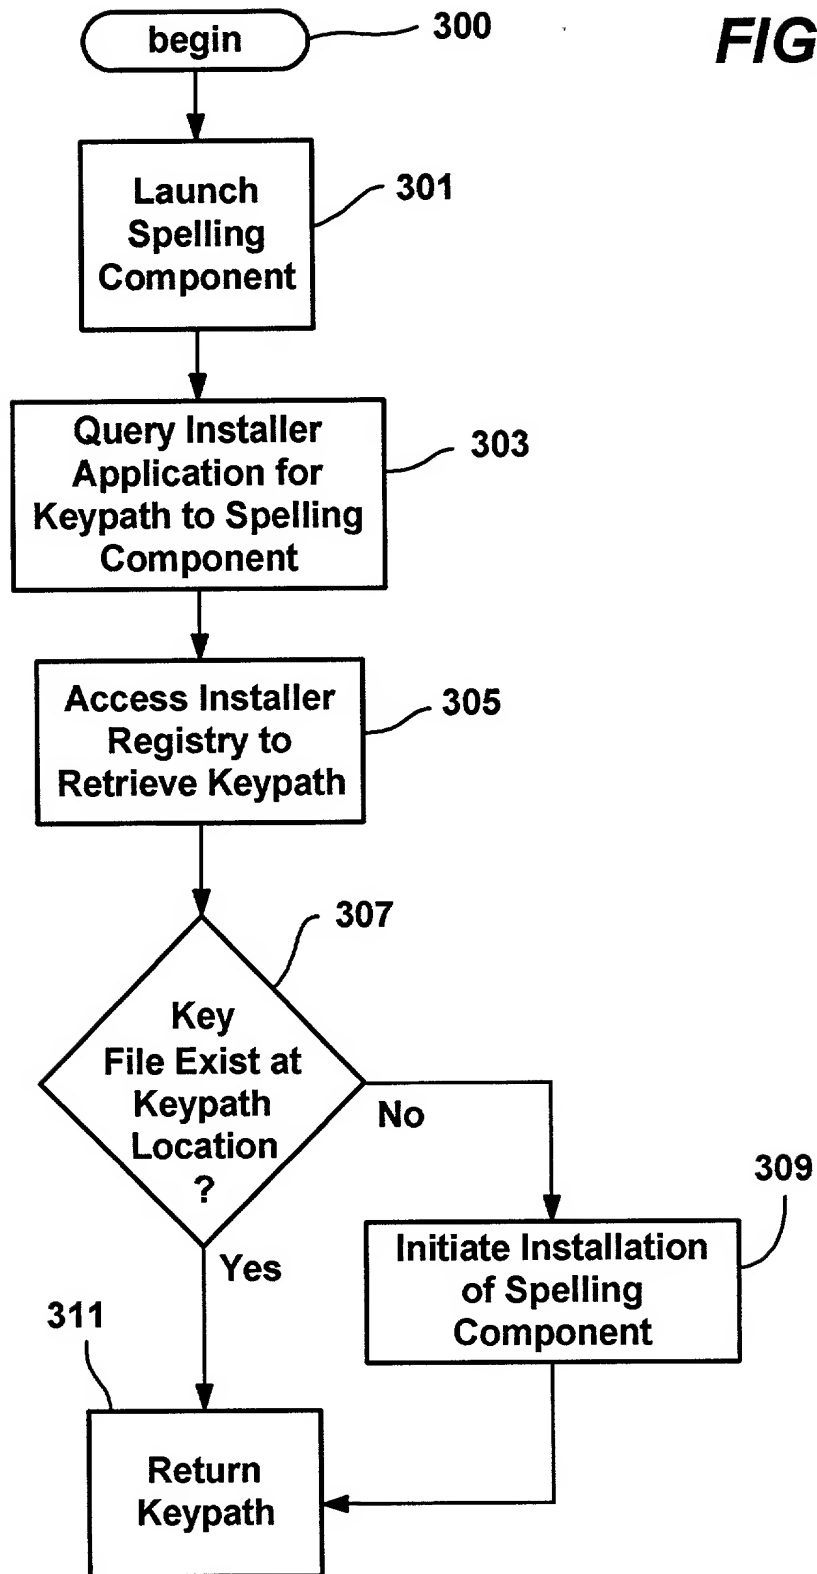 begin
300
FIG
Launch
Spelling
Component
301
Query Installer
Application for
Keypath to Spelling
Component
303
Access Installer
Registry to
Retrieve Keypath
305
307
Key
File Exist at
Keypath
Location
?
No
Yes
309
Initiate Installation
of Spelling
Component
311
Return
Keypath